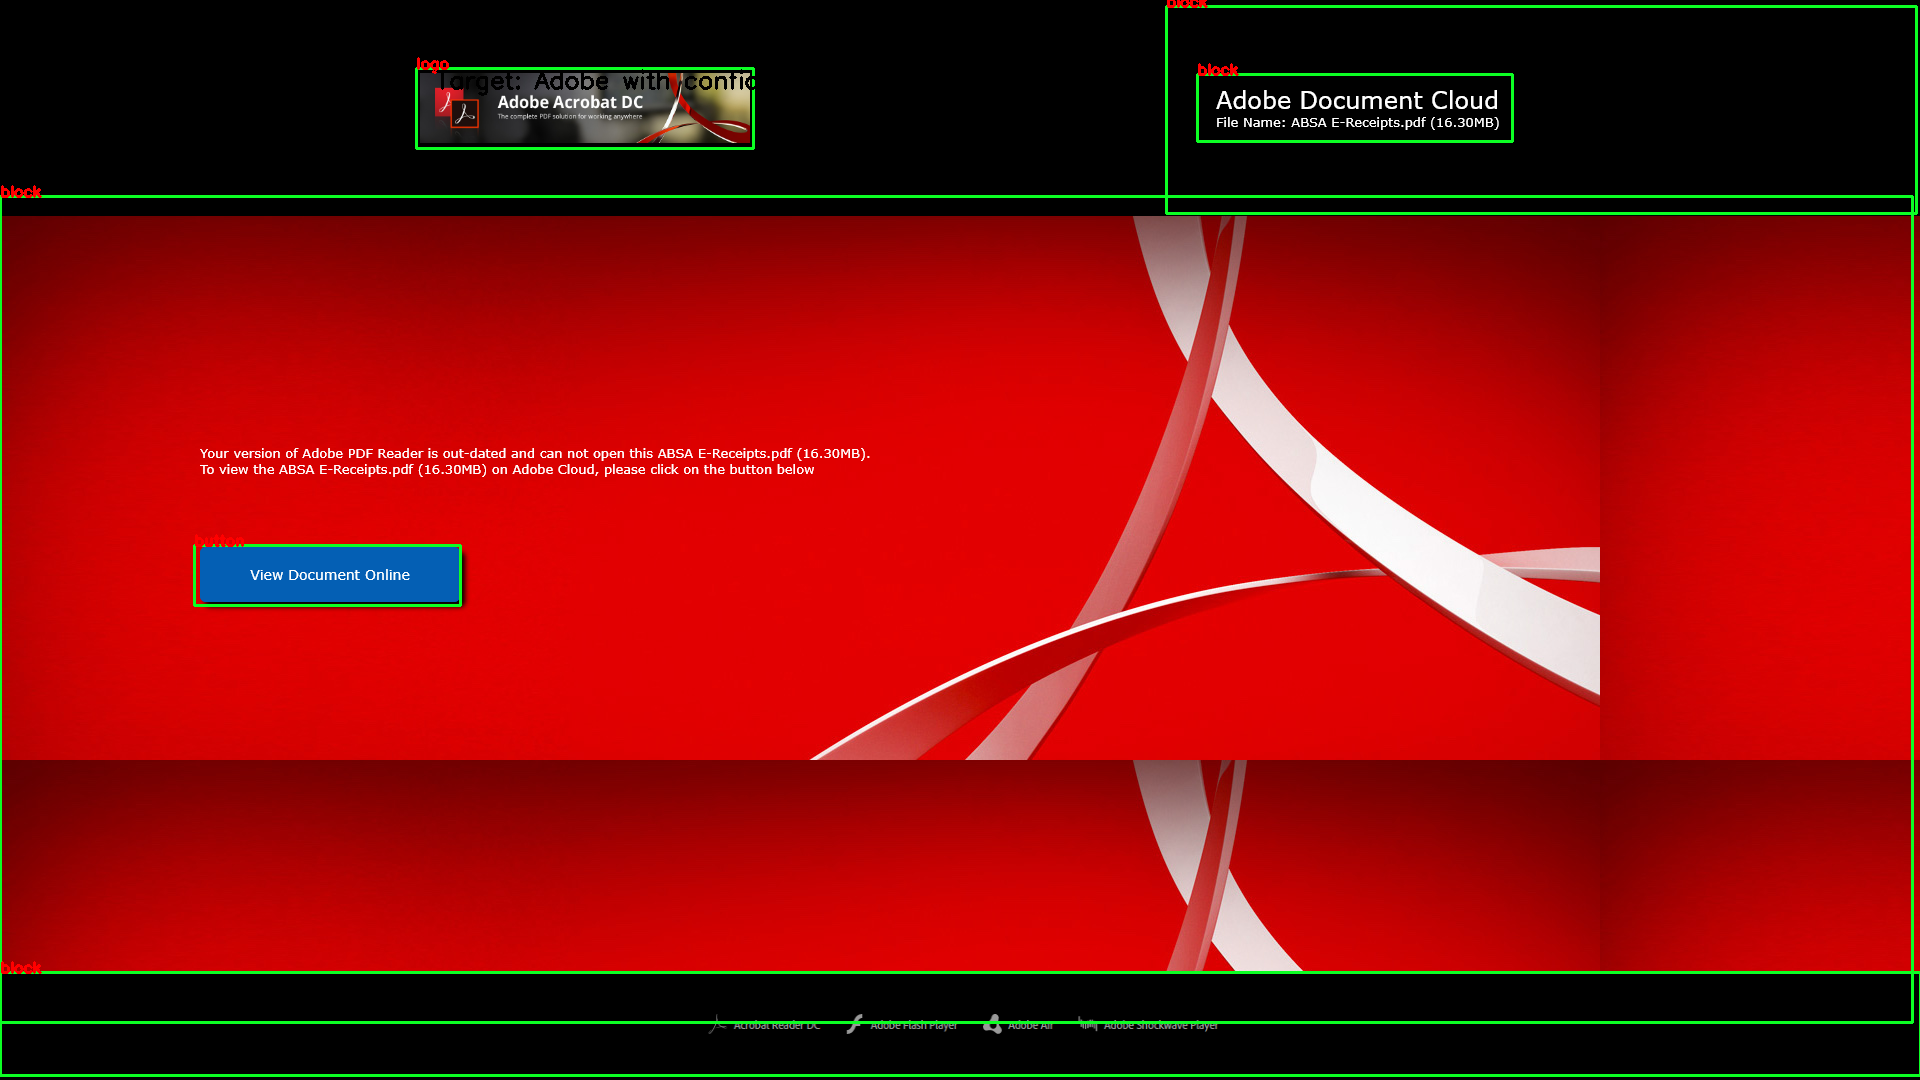 block
logo
Target: Adobe with confid
Adobe Acrobat DC
The complete PDF solution for working anywhere
block
Adobe Document Cloud
File Name: ABSA E-Receipts.pdf (16.30MB)
block
Your version of Adobe PDF Reader is out-dated and can not open this ABSA E-Receipts.pdf (16.30MB).
To view the ABSA E-Receipts.pdf (16.30MB) on Adobe Cloud, please click on the button below
button
View Document Online
block
Acrobat Reader DC Adobe Flash Player Adobe Air Adobe Shockwave Player